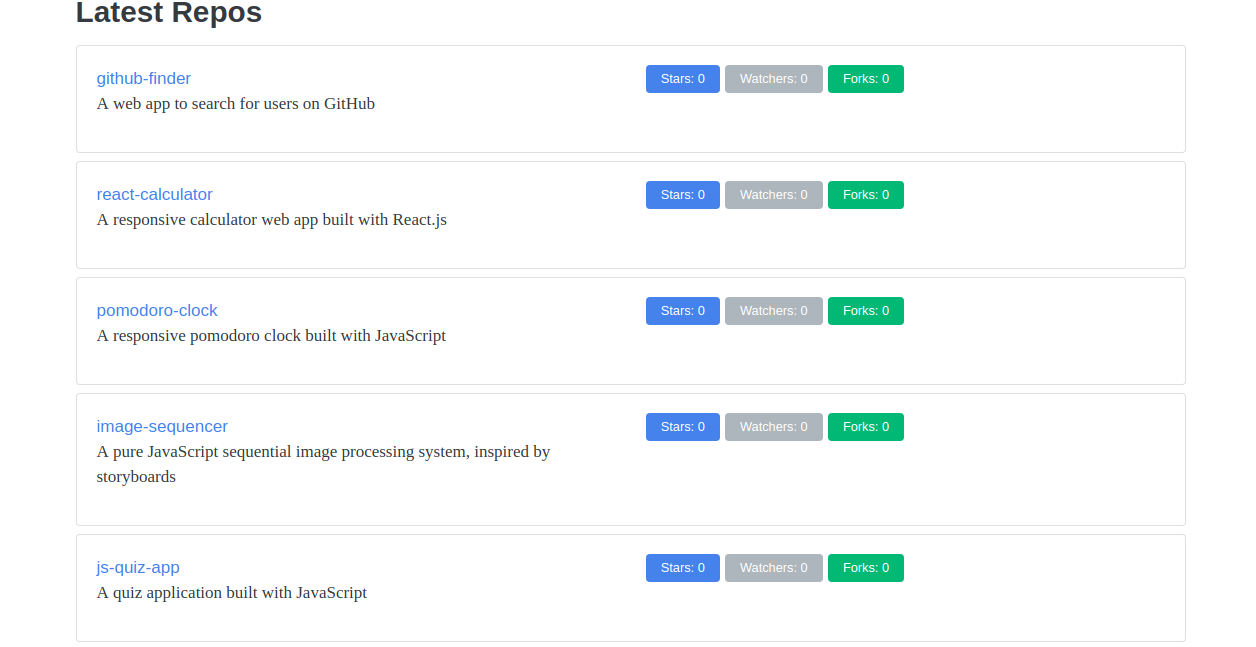 Latest Repos
github-finder
Stars: 0 Watchers: 0 Forks: 0
A web app to search for users on GitHub
react-calculator
Stars: 0 Watchers: 0 Forks: 0
A responsive calculator web app built with React.js
pomodoro-clock
Stars: 0 Watchers: 0 Forks: 0
A responsive pomodoro clock built with JavaScript
image-sequencer
Stars: 0 Watchers: 0 Forks: 0
A pure JavaScript sequential image processing system, inspired by
storyboards
js-quiz-app
Stars: 0 Watchers: 0 Forks: 0
A quiz application built with JavaScript